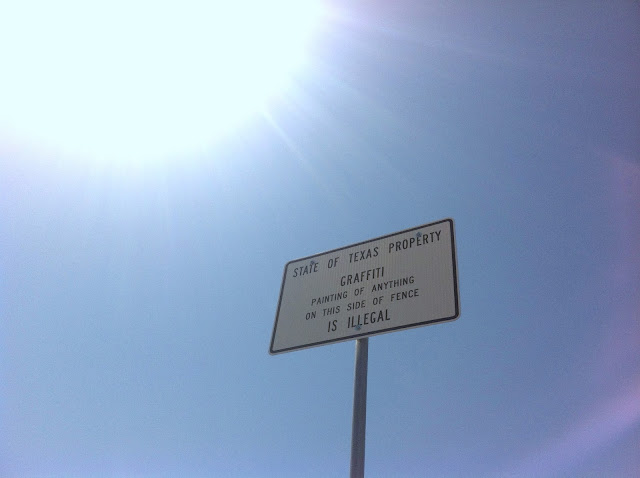 STATE OF TEXAS PROPERTY
GRAFFITI
PAINTING OF ANYTHING
ON THIS SIDE OF FENCE
IS ILLEGAL